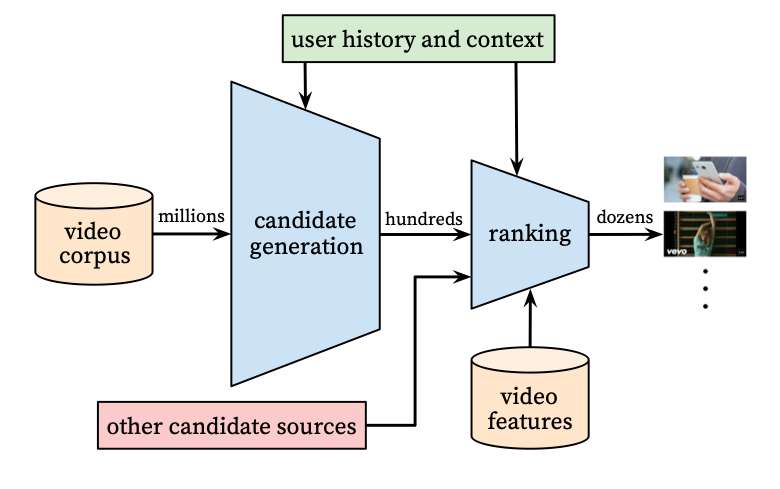 user history and context
millions
video
corpus
candidate
generation
hundreds
ranking
dozens
vevo
video
features
other candidate sources